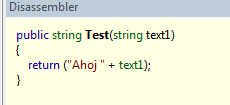 Disassembler
public string Test(string text1)
{
return ("Ahoj " + text1);
}